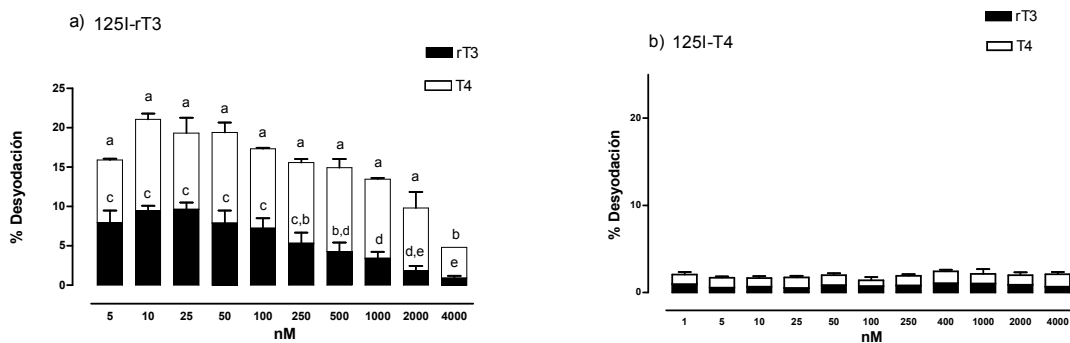 a) 125I-rT3
rT3
T4
% Desyodación
25
20
15
10
5
0
a a a a a a a a a b
c c c c c c,b b,d d d,e e
5 10 25 50 100 250 500 1000 2000 4000
nM
b) 125I-T4
rT3
T4
% Desyodación
20
10
0
1 5 10 25 50 100 250 400 1000 2000 4000
nM